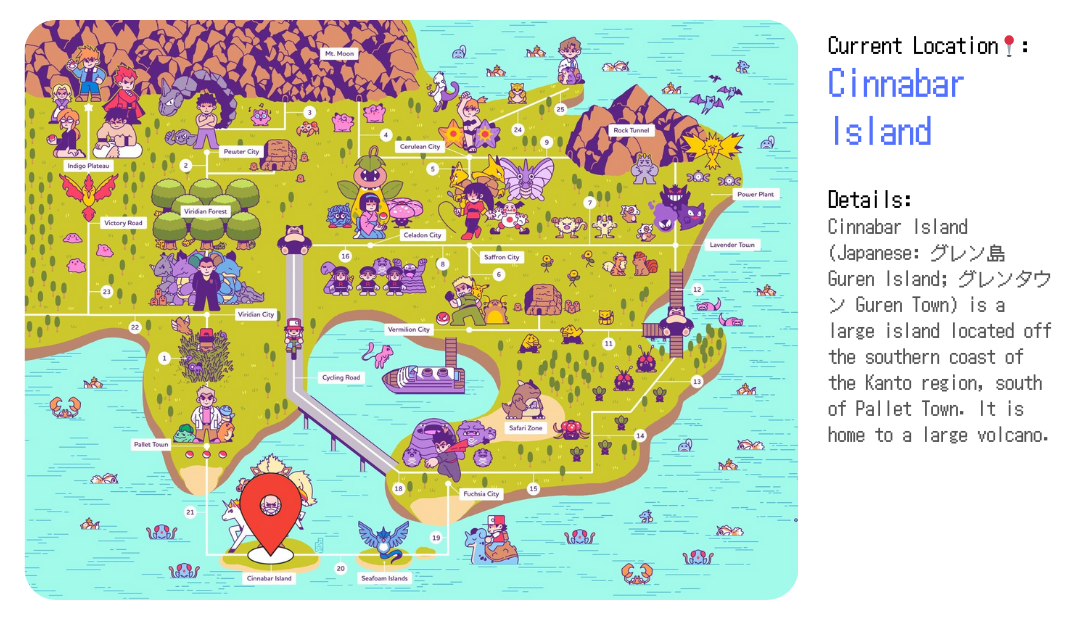 Mt. Moon
3
25
4
24
Rock Tunnel
Cerulean City
9
Pewter City
2
5
Indigo Plateau
Power Plant
7
Viridian Forest
Victory Road
Celadon City
Lavender Town
16
8
Saffron City
6
12
23
Viridian City
22
Vermilion City
11
1
Cycling Road
13
Safari Zone
14
Pallet Town
18
15
Fuchsia City
21
19
20
Cinnabar Island
Seafoam Islands
Current Location📍:
Cinnabar
Island
Details:
Cinnabar Island
(Japanese: グレン島
Guren Island; グレンタウ
ン Guren Town) is a
large island located off
the southern coast of
the Kanto region, south
of Pallet Town. It is
home to a large volcano.